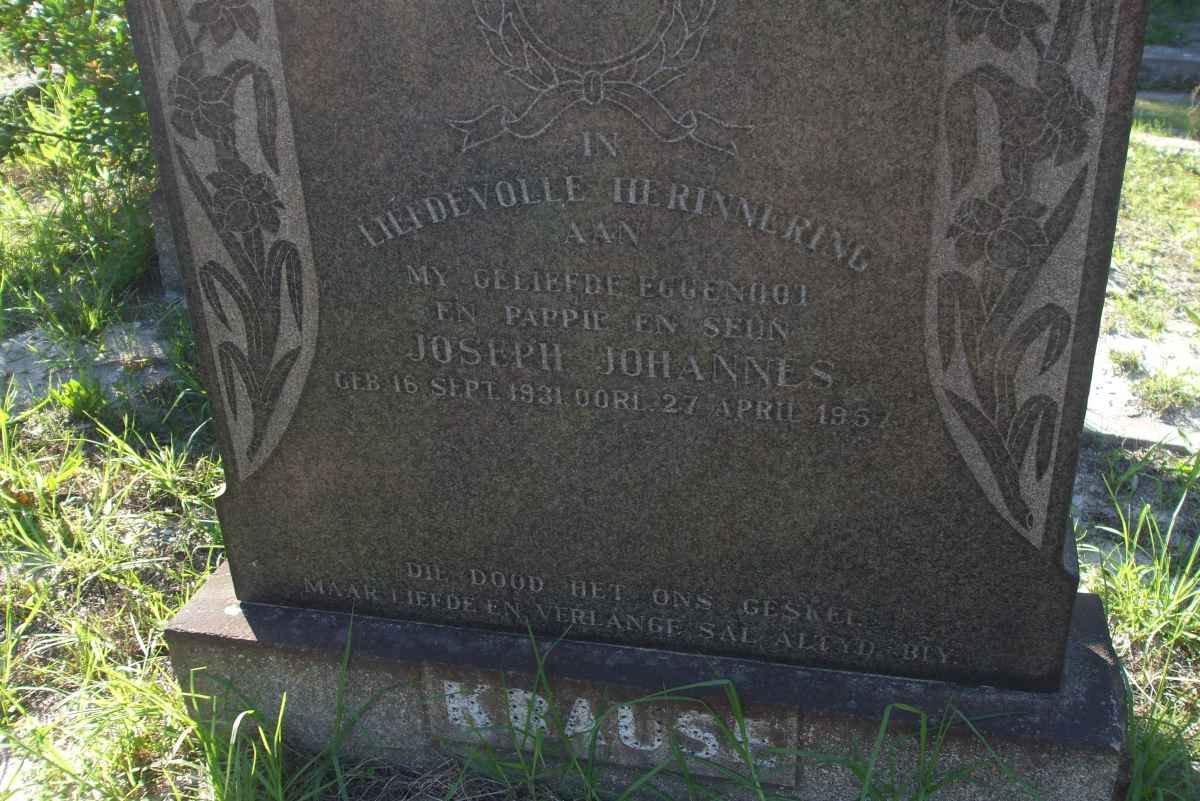 IN
LIEFDEVOLLE HERINNERING
AAN
MY GELIEFDE EGGENOOT
EN PAPPIE EN SEUN
JOSEPH JOHANNES
GEB. 16 SEPT. 1931. OORL. 27 APRIL 1957
DIE DOOD HET ONS GESKEI,
MAAR LIEFDE EN VERLANGE SAL ALTYD BLY.
KRAUSE